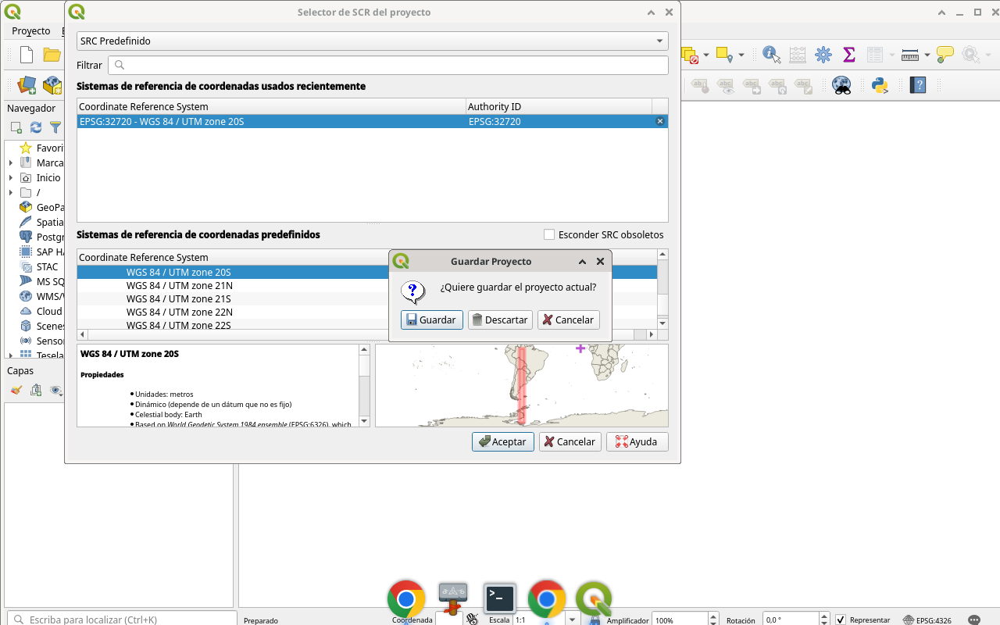 Selector de SCR del proyecto
Proyecto
SRC Predefinido
Filtrar
Sistemas de referencia de coordenadas usados recientemente
Coordinate Reference System
Authority ID
EPSG:32720 - WGS 84 / UTM zone 20S
EPSG:32720
Navegador
Favori
Marca
Inicio
/
GeoPa
Spatia
Postgr
SAP HA
STAC
MS SQ
WMS/
Cloud
Scenes
Sensor
Tesela
Sistemas de referencia de coordenadas predefinidos
Esconder SRC obsoletos
Coordinate Reference System
WGS 84 / UTM zone 20S
WGS 84 / UTM zone 21N
WGS 84 / UTM zone 21S
WGS 84 / UTM zone 22N
WGS 84 / UTM zone 22S
Guardar Proyecto
¿Quiere guardar el proyecto actual?
Guardar
Descartar
Cancelar
WGS 84 / UTM zone 20S
Propiedades
Unidades: metros
Dinámico (depende de un dátum que no es fijo)
Celestial body: Earth
Based on World Geodetic System 1984 ensemble (EPSG:6326), which
Aceptar
Cancelar
Ayuda
Capas
Escriba para localizar (Ctrl+K)
Preparado
Coordenada
Escala
1:1
Amplificador
100%
Rotación
0,0 °
Representar
EPSG:4326